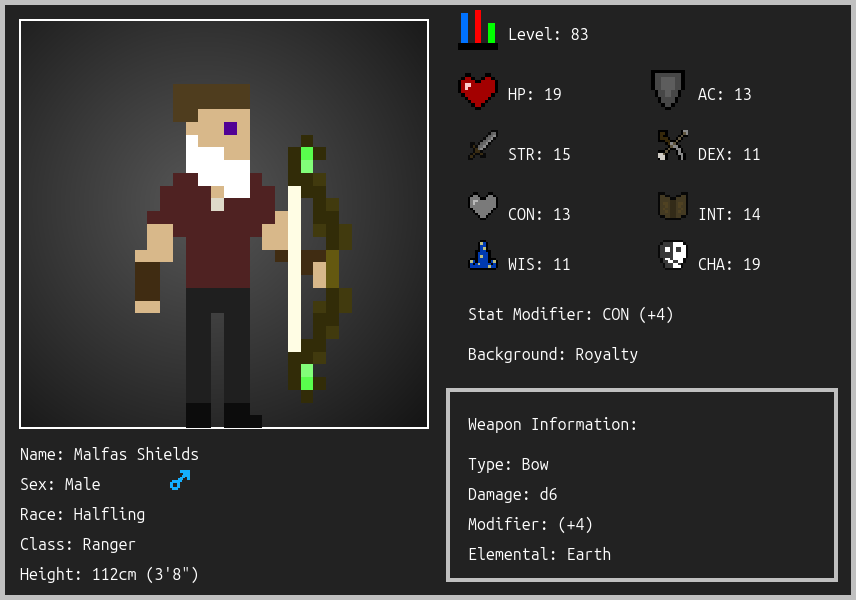 Level: 83
HP: 19
AC: 13
STR: 15
DEX: 11
CON: 13
INT: 14
WIS: 11
CHA: 19
Stat Modifier: CON (+4)
Background: Royalty
Weapon Information:
Type: Bow
Damage: d6
Modifier: (+4)
Elemental: Earth
Name: Malfas Shields
Sex: Male
Race: Halfling
Class: Ranger
Height: 112cm (3'8")